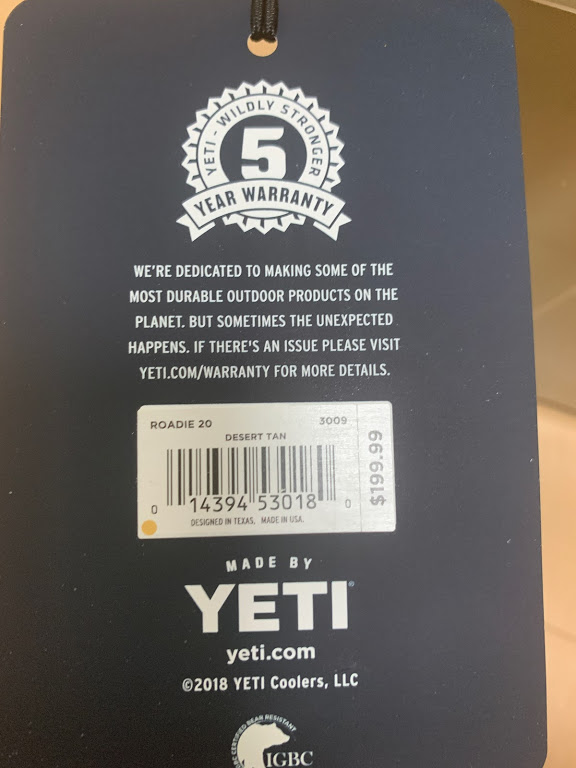 YETI - WILDLY STRONGER
5
YEAR WARRANTY
WE'RE DEDICATED TO MAKING SOME OF THE
MOST DURABLE OUTDOOR PRODUCTS ON THE
PLANET. BUT SOMETIMES THE UNEXPECTED
HAPPENS. IF THERE'S AN ISSUE PLEASE VISIT
YETI.COM/WARRANTY FOR MORE DETAILS.
ROADIE 20 3009
DESERT TAN
$199.99
0 14394 53018 0
DESIGNED IN TEXAS, MADE IN USA.
MADE BY
YETI®
yeti.com
©2018 YETI Coolers, LLC
CERTIFIED BEAR RESISTANT
IGBC